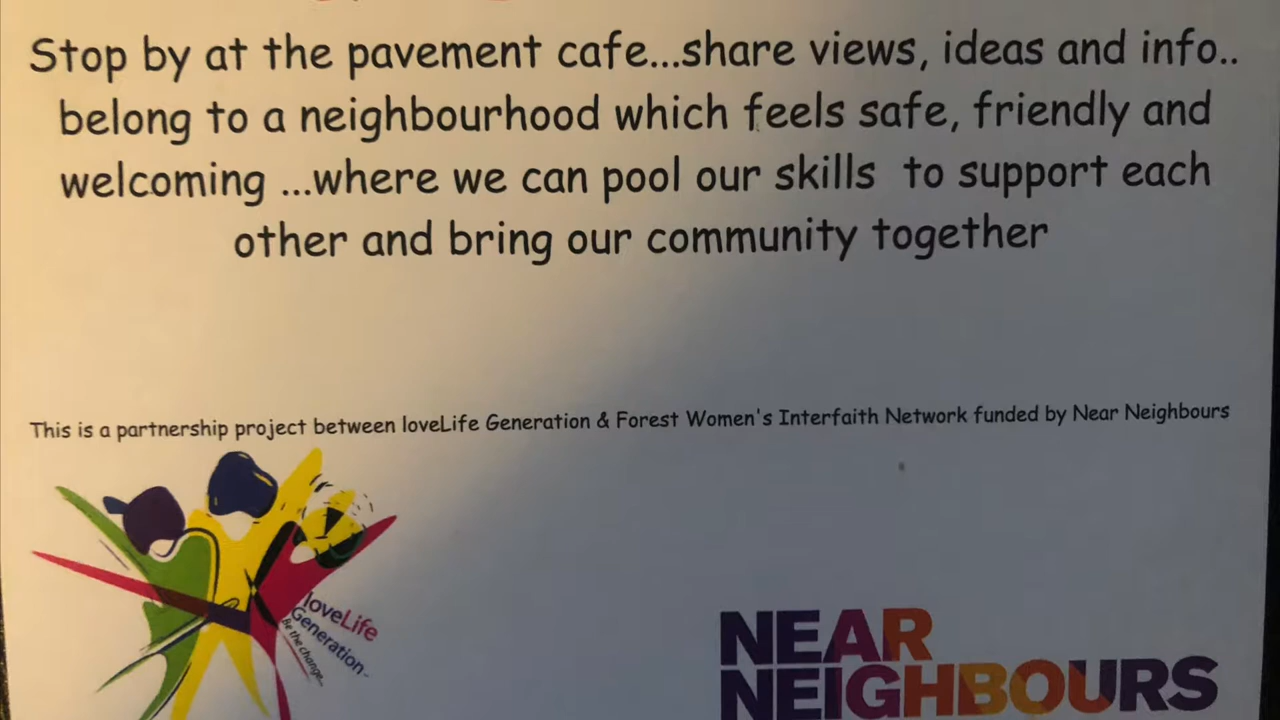 Stop by at the pavement cafe...share views, ideas and info..
belong to a neighbourhood which feels safe, friendly and
welcoming ...where we can pool our skills to support each
other and bring our community together
This is a partnership project between loveLife Generation & Forest Women's Interfaith Network funded by Near Neighbours
loveLife
Generation-
Be the change...
NEAR
NEIGHBOURS